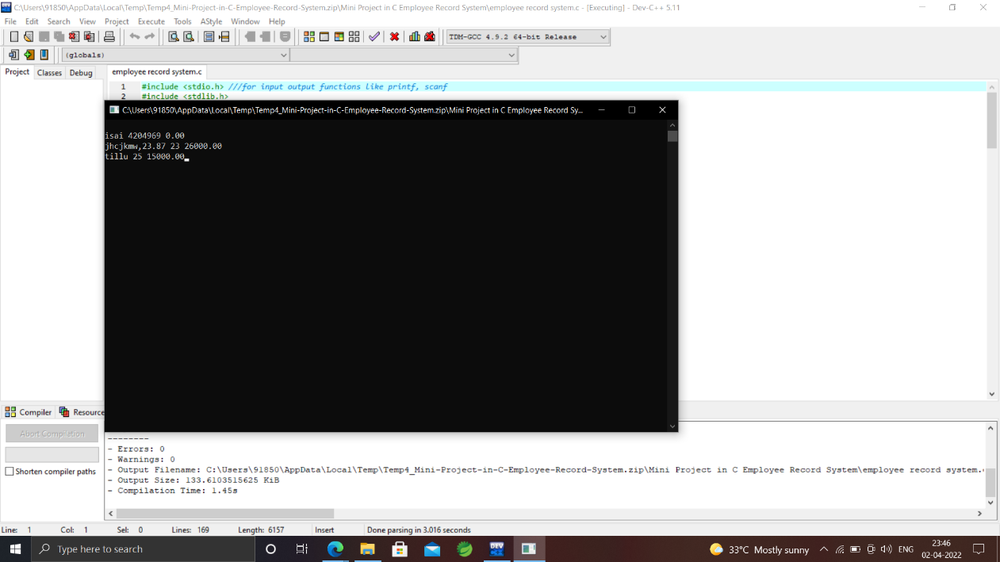 C:\Users\91850\AppData\Local\Temp\Temp4_Mini-Project-in-C-Employee-Record-System.zip\Mini Project in C Employee Record System\employee record system.c - [Executing] - Dev-C++ 5.11
File Edit Search View Project Execute Tools AStyle Window Help
TDM-GCC 4.9.2 64-bit Release
(globals)
Project Classes Debug employee record system.c
1 #include <stdio.h> ///for input output functions like printf, scanf
2 #include <stdlib.h>
C:\Users\91850\AppData\Local\Temp\Temp4_Mini-Project-in-C-Employee-Record-System.zip\Mini Project in C Employee Record Sy...
isai 4204969 0.00
jhcjkmw,23.87 23 26000.00
tillu 25 15000.00
Compiler Resource
Abort Compilation
Shorten compiler paths
--------
- Errors: 0
- Warnings: 0
- Output Filename: C:\Users\91850\AppData\Local\Temp\Temp4_Mini-Project-in-C-Employee-Record-System.zip\Mini Project in C Employee Record System\employee record system.
- Output Size: 133.6103515625 KiB
- Compilation Time: 1.45s
Line: 1 Col: 1 Sel: 0 Lines: 169 Length: 6157 Insert Done parsing in 3.016 seconds
Type here to search
DEV
33°C Mostly sunny
ENG
23:46
02-04-2022